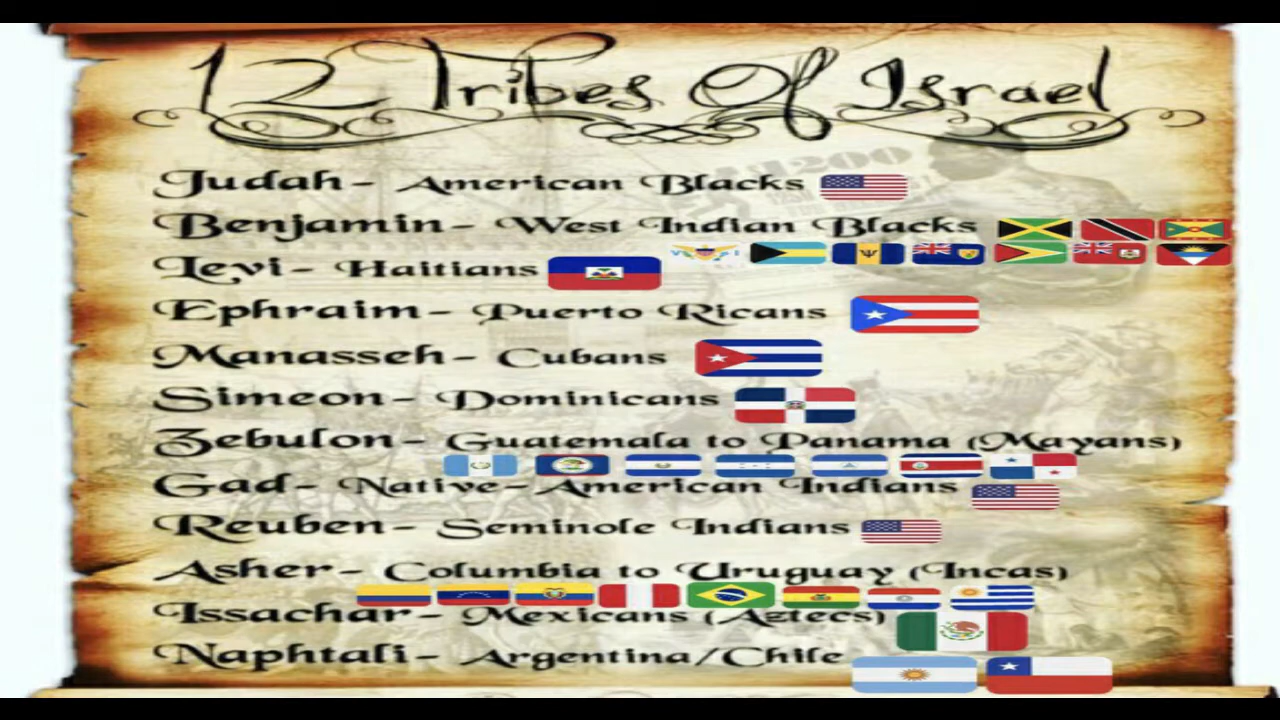 12 Tribes Of Israel
Judah- American Blacks
Benjamin- West Indian Blacks
Levi- Haitians
Ephraim- Puerto Ricans
Manasseh- Cubans
Simeon- Dominicans
Zebulon- Guatemala to Panama (Mayans)
Gad- Native-American Indians
Reuben- Seminole Indians
Asher- Columbia to Uruguay (Incas)
Issachar- Mexicans (Aztecs)
Naphtali- Argentina/Chile